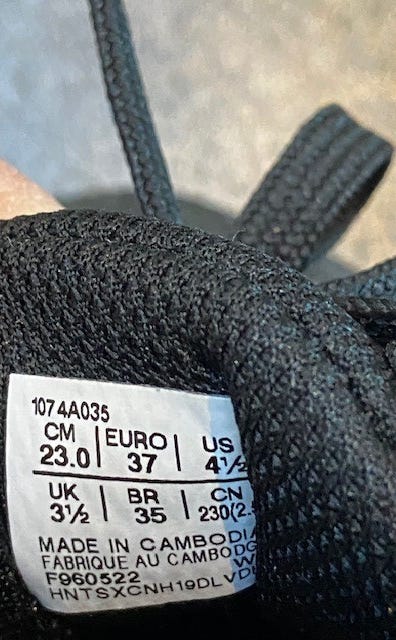 1074A035
CM | EURO | US
23.0 | 37 | 4½
UK | BR | CN
3½ | 35 | 230(2.
MADE IN CAMBODIA
FABRIQUE AU CAMBODG
F960522
HNTSXCNH19DLVD